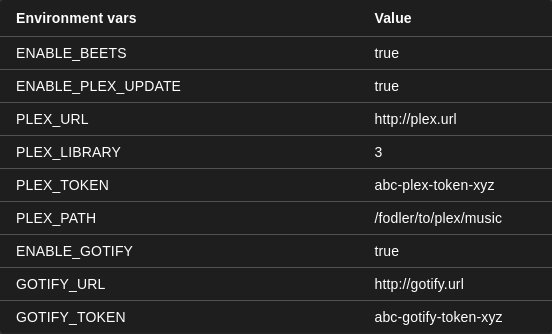 Environment vars Value
ENABLE_BEETS true
ENABLE_PLEX_UPDATE true
PLEX_URL http://plex.url
PLEX_LIBRARY 3
PLEX_TOKEN abc-plex-token-xyz
PLEX_PATH /fodler/to/plex/music
ENABLE_GOTIFY true
GOTIFY_URL http://gotify.url
GOTIFY_TOKEN abc-gotify-token-xyz